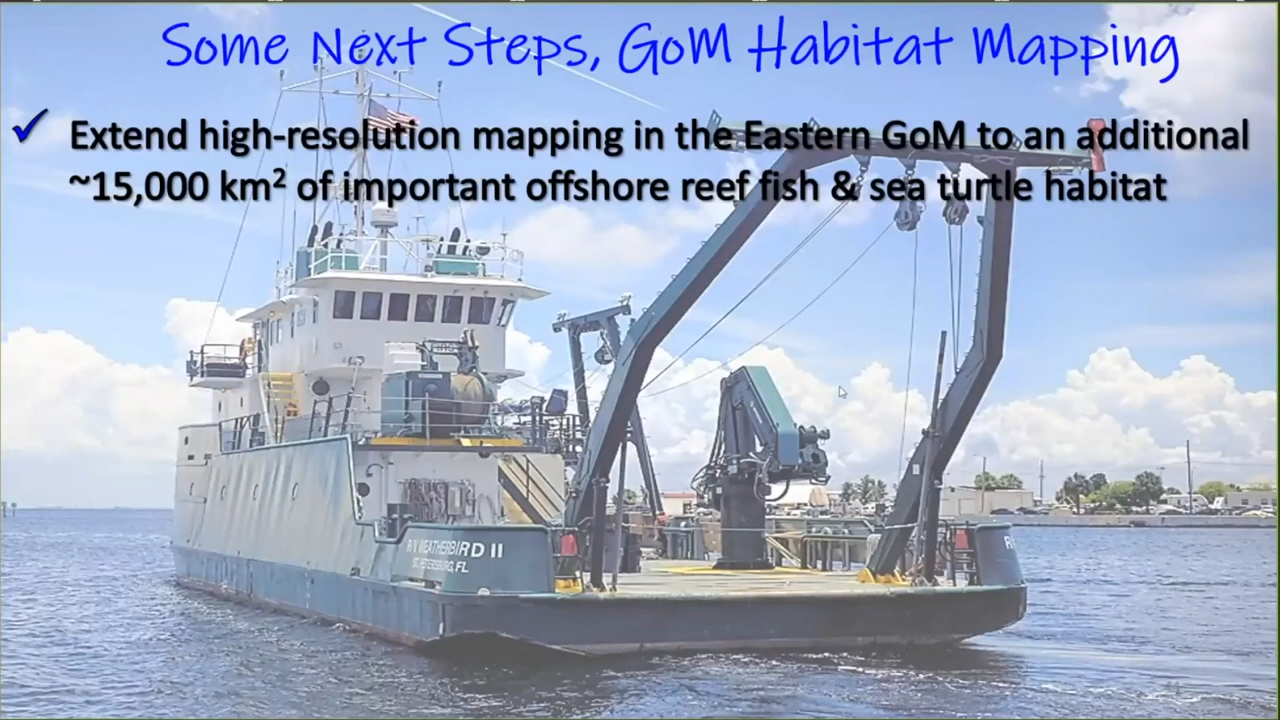 Some Next Steps, GoM Habitat Mapping
✓ Extend high-resolution mapping in the Eastern GoM to an additional
~15,000 km² of important offshore reef fish & sea turtle habitat
R/V WEATHERBIRD II
ST. PETERSBURG, FL